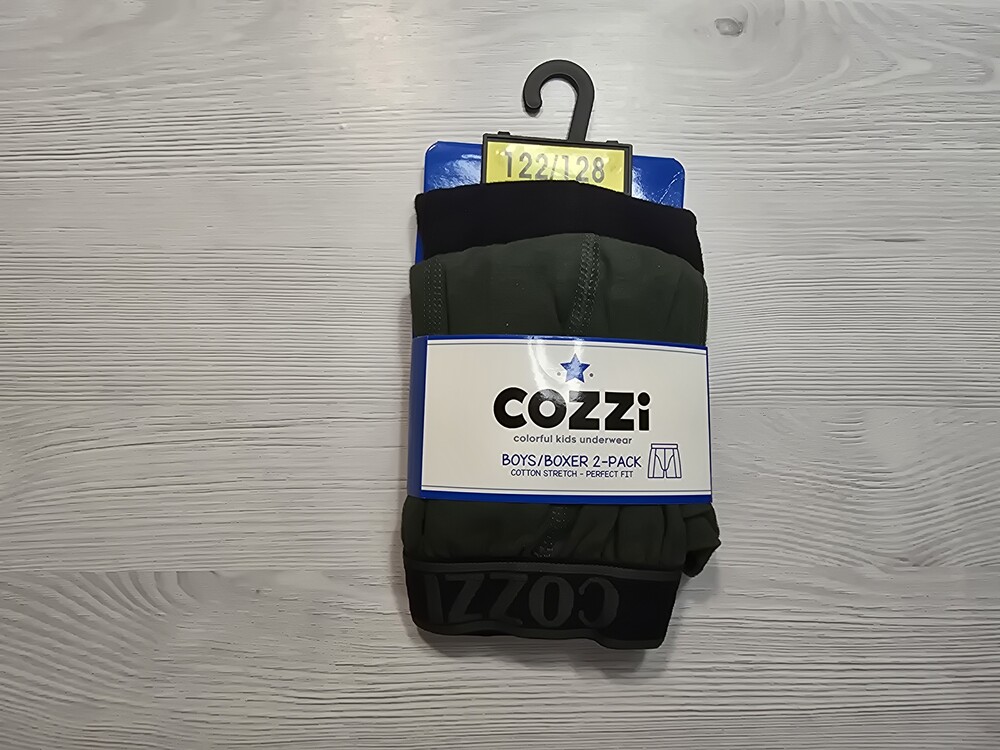 122/128
COZZi
colorful kids underwear
BOYS/BOXER 2-PACK
COTTON STRETCH - PERFECT FIT
COZZI